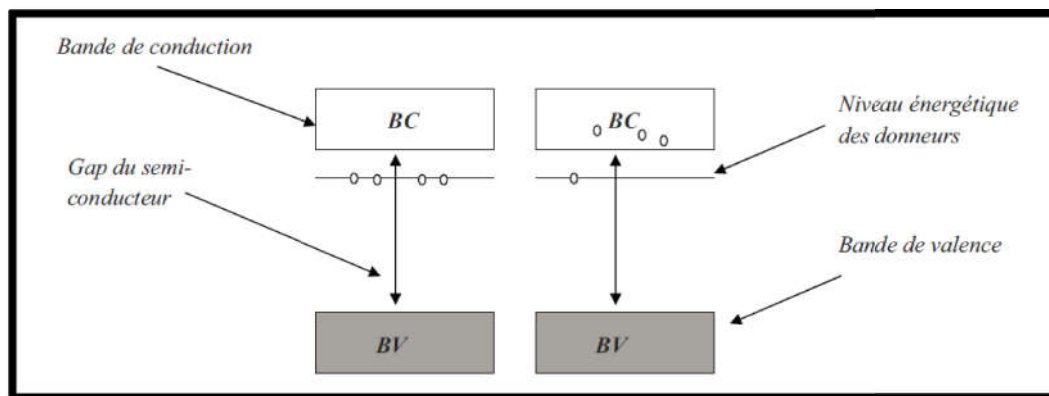 Bande de conduction
BC
BC
Niveau énergétique
des donneurs
Gap du semi-
conducteur
Bande de valence
BV
BV